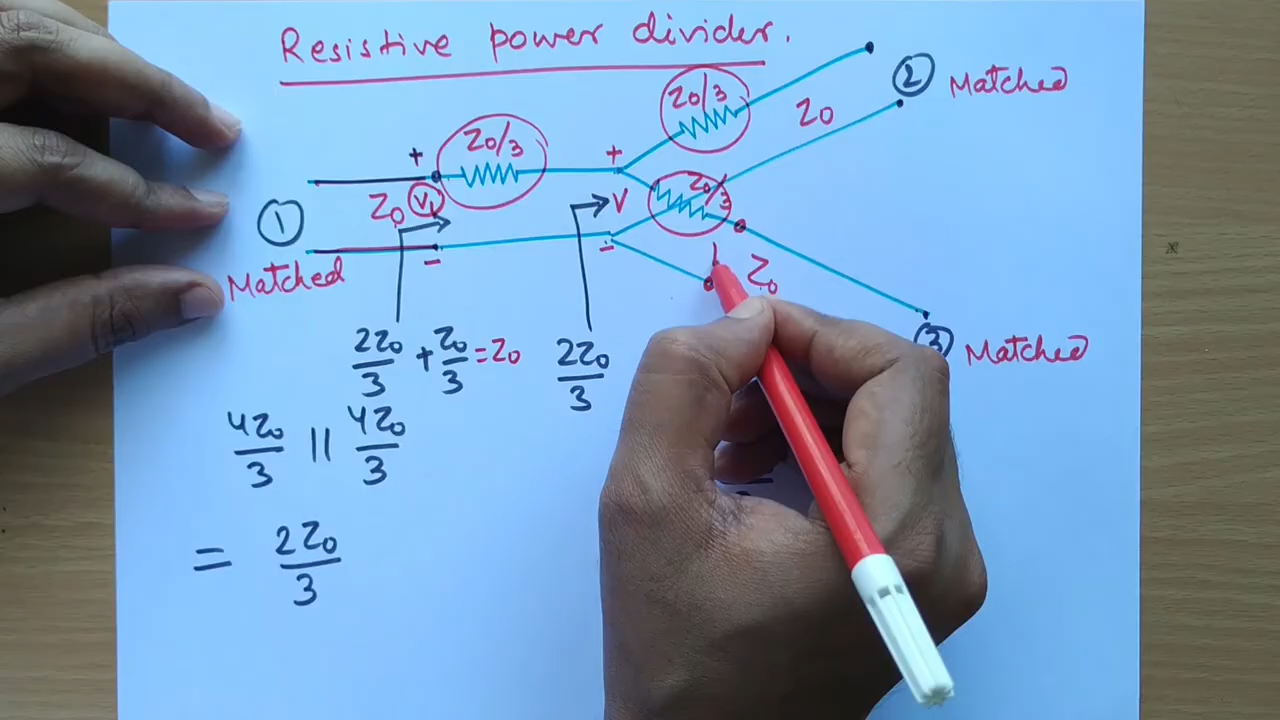 Resistive power divider.
Z0/3
②
Matched
Z0/3
Z0
+
+
Z0/3
Z0
V1
V
①
−
−
Z0
Matched
③
Matched
2Z0/3 + Z0/3 = Z0
2Z0/3
4Z0/3 || 4Z0/3
= 2Z0/3